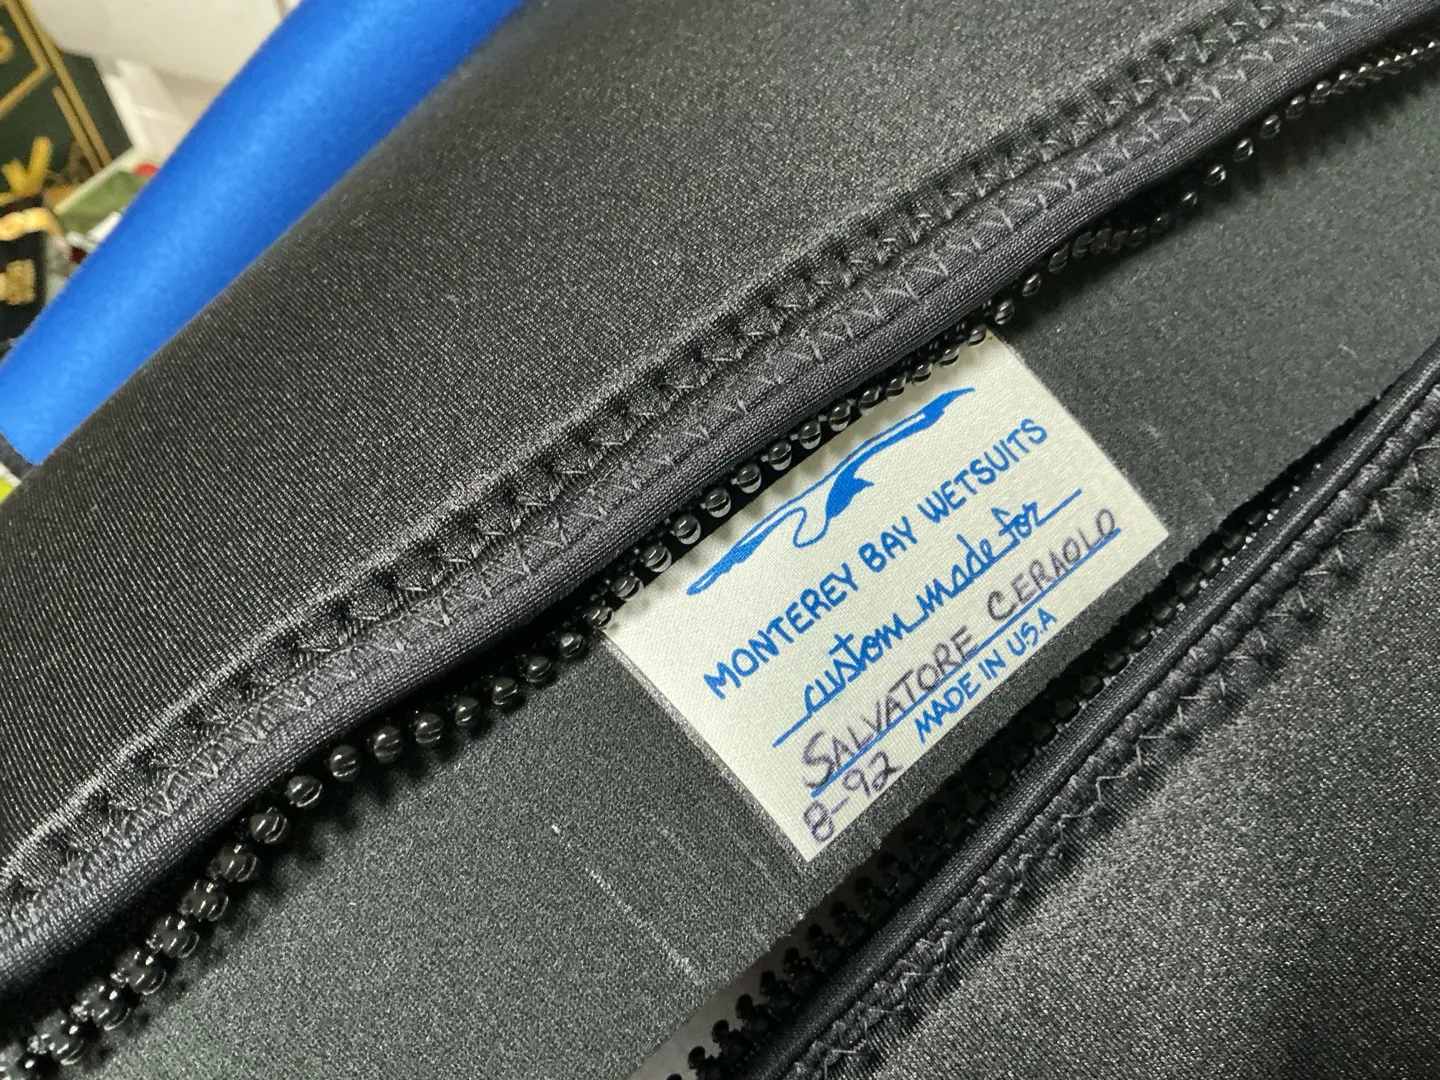 MONTEREY BAY WETSUITS
custom made for
SALVATORE CERAOLO
MADE IN U.S.A
8-92